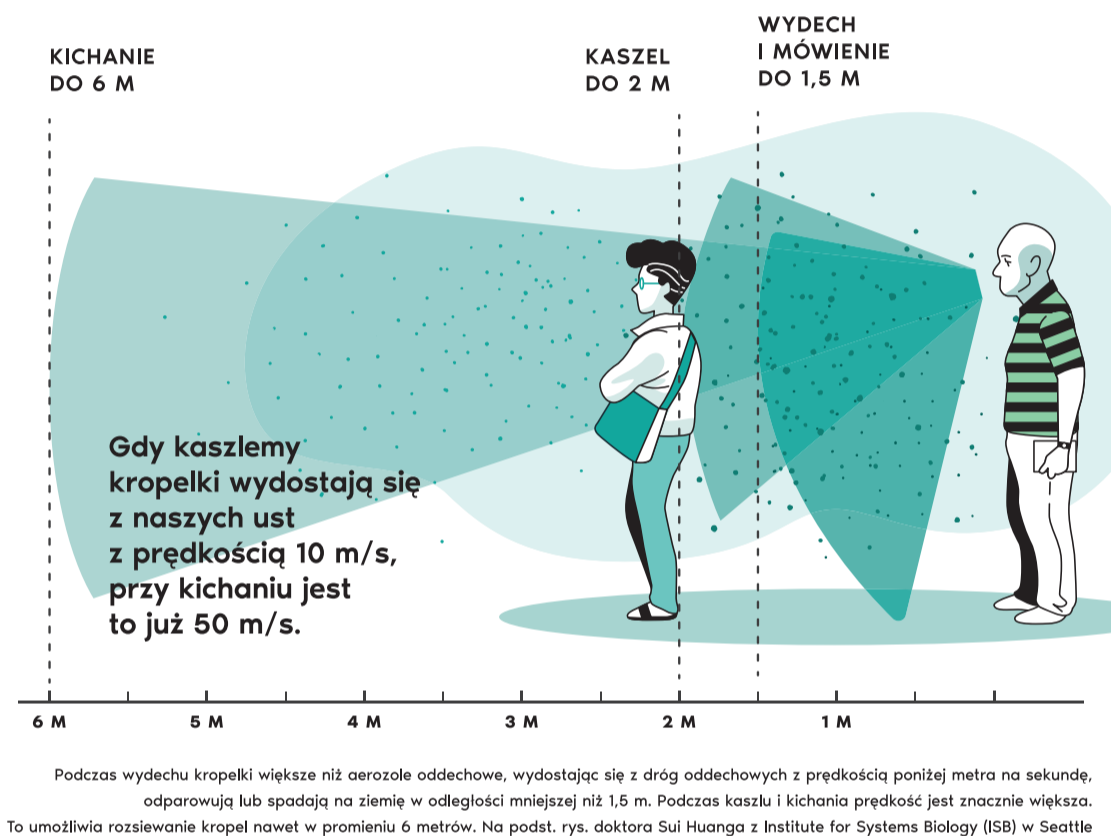 KICHANIE
DO 6 M
KASZEL
DO 2 M
WYDECH
I MÓWIENIE
DO 1,5 M
Gdy kaszlemy
kropelki wydostają się
z naszych ust
z prędkością 10 m/s,
przy kichaniu jest
to już 50 m/s.
6 M 5 M 4 M 3 M 2 M 1 M
Podczas wydechu kropelki większe niż aerozole oddechowe, wydostając się z dróg oddechowych z prędkością poniżej metra na sekundę,
odparowują lub spadają na ziemię w odległości mniejszej niż 1,5 m. Podczas kaszlu i kichania prędkość jest znacznie większa.
To umożliwia rozsiewanie kropel nawet w promieniu 6 metrów. Na podst. rys. doktora Sui Huanga z Institute for Systems Biology (ISB) w Seattle